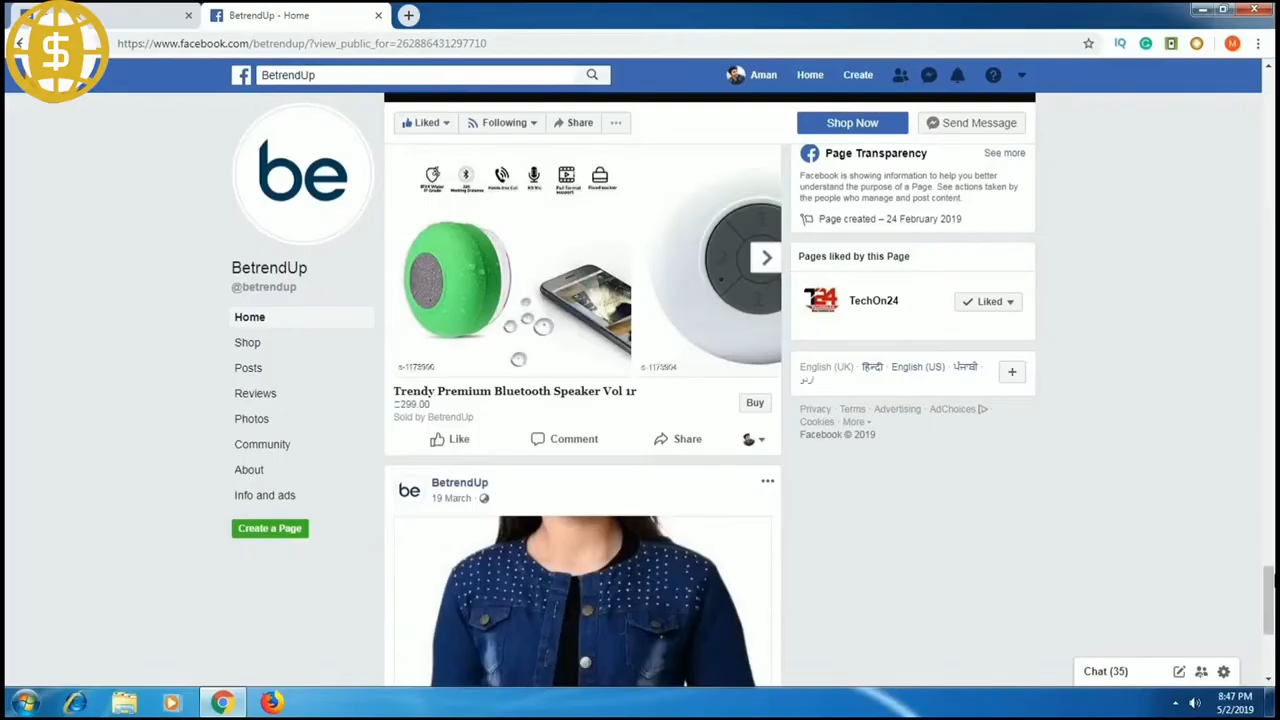 BetrendUp - Home
https://www.facebook.com/betrendup/?view_public_for=262886431297710
$
BetrendUp
Aman
Home
Create
Liked
Following
Share
Shop Now
Send Message
be
BetrendUp
@betrendup
Home
Shop
Posts
Reviews
Photos
Community
About
Info and ads
Create a Page
s-1173904
Trendy Premium Bluetooth Speaker Vol 1r
299.00
Sold by BetrendUp
Buy
Like
Comment
Share
be
BetrendUp
19 March
Page Transparency
See more
Facebook is showing information to help you
better understand the purpose of a Page. See actions taken by
the people who manage and post content.
Page created – 24 February 2019
Pages liked by this Page
T24
TechOn24
Liked
English (UK) · हिन्दी · English (US) · ਪੰਜਾਬੀ ·
اردو
Privacy · Terms · Advertising · AdChoices
Cookies · More
Facebook © 2019
Chat (35)
8:47 PM
5/2/2019